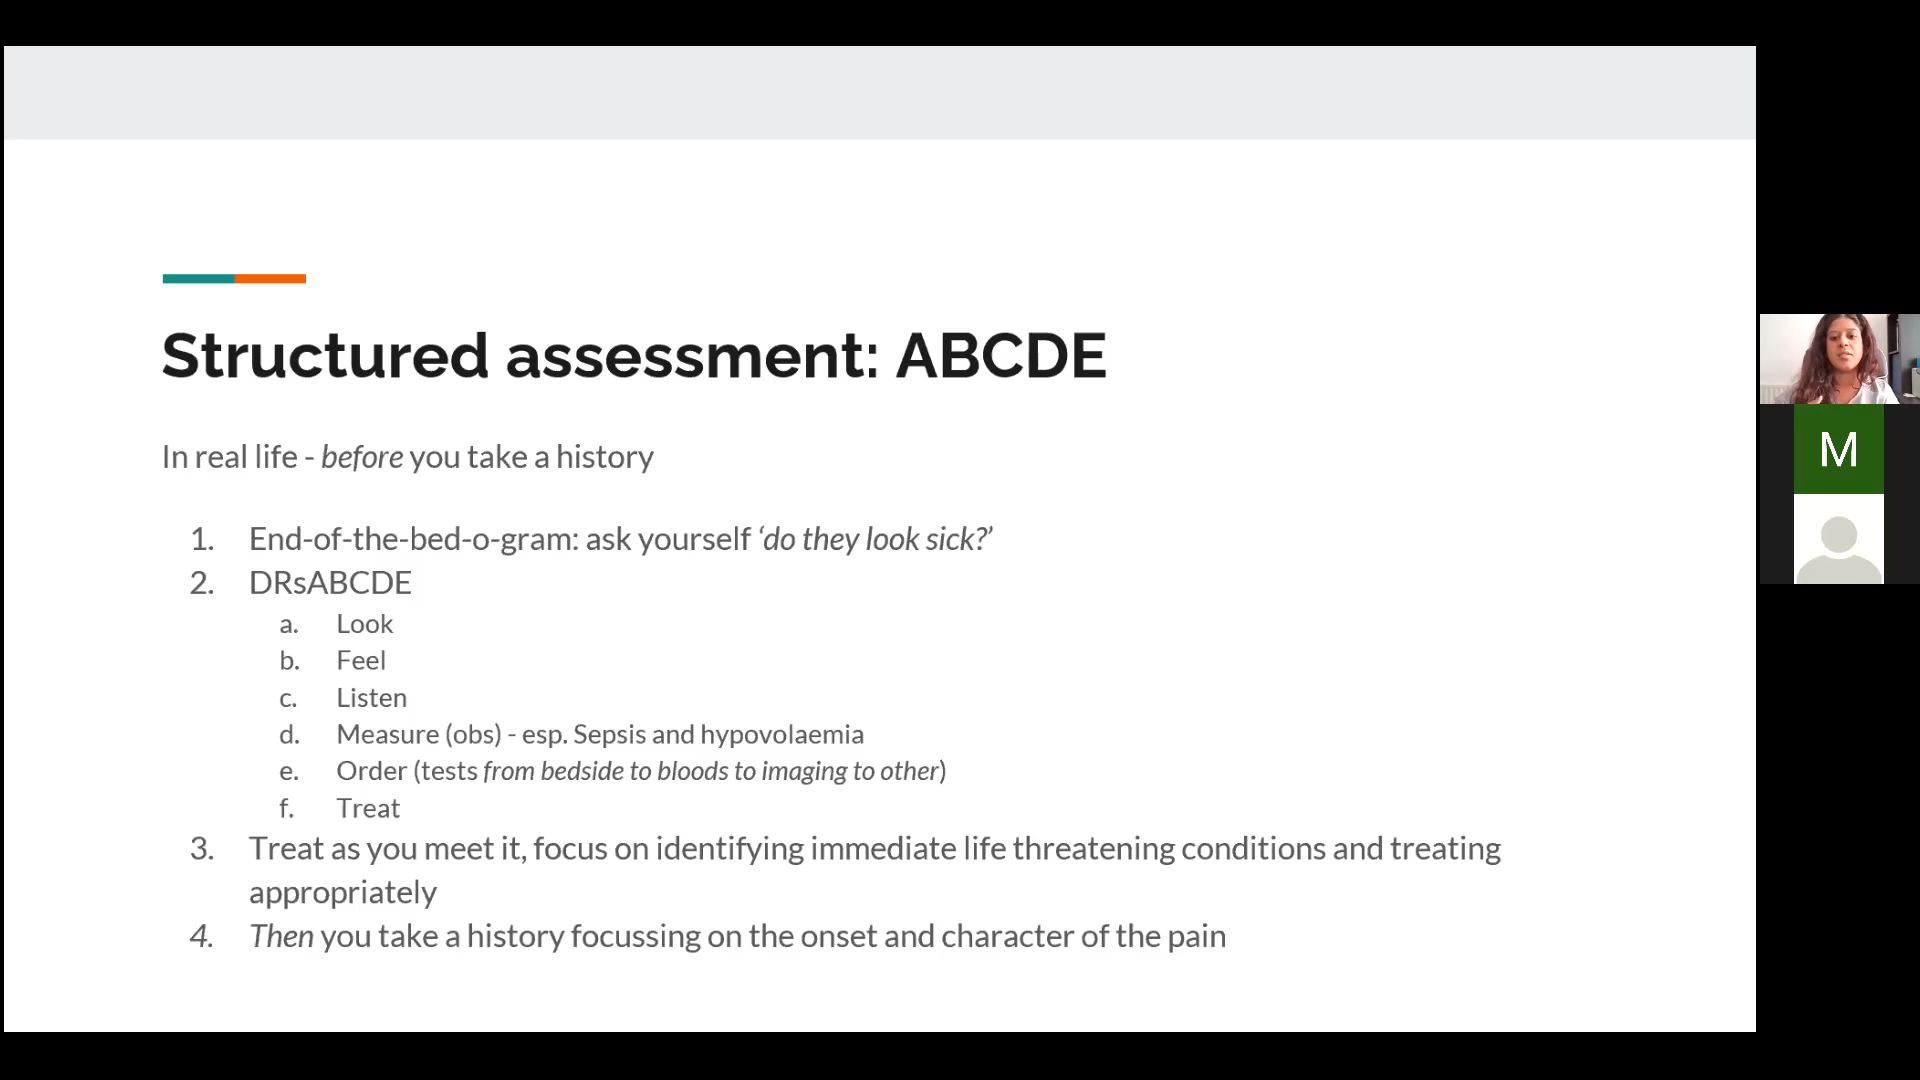 Structured assessment: ABCDE
In real life - before you take a history
1. End-of-the-bed-o-gram: ask yourself ‘do they look sick?’
2. DRsABCDE
a. Look
b. Feel
c. Listen
d. Measure (obs) - esp. Sepsis and hypovolaemia
e. Order (tests from bedside to bloods to imaging to other)
f. Treat
3. Treat as you meet it, focus on identifying immediate life threatening conditions and treating
appropriately
4. Then you take a history focussing on the onset and character of the pain
M